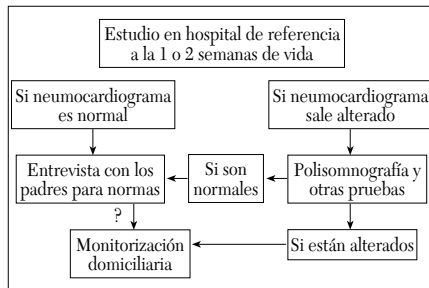 Estudio en hospital de referencia
a la 1 o 2 semanas de vida
Si neumocardiograma
es normal
Si neumocardiograma
sale alterado
Entrevista con los
padres para normas
Si son
normales
Polisomnografía y
otras pruebas
?
Monitorización
domiciliaria
Si están alterados